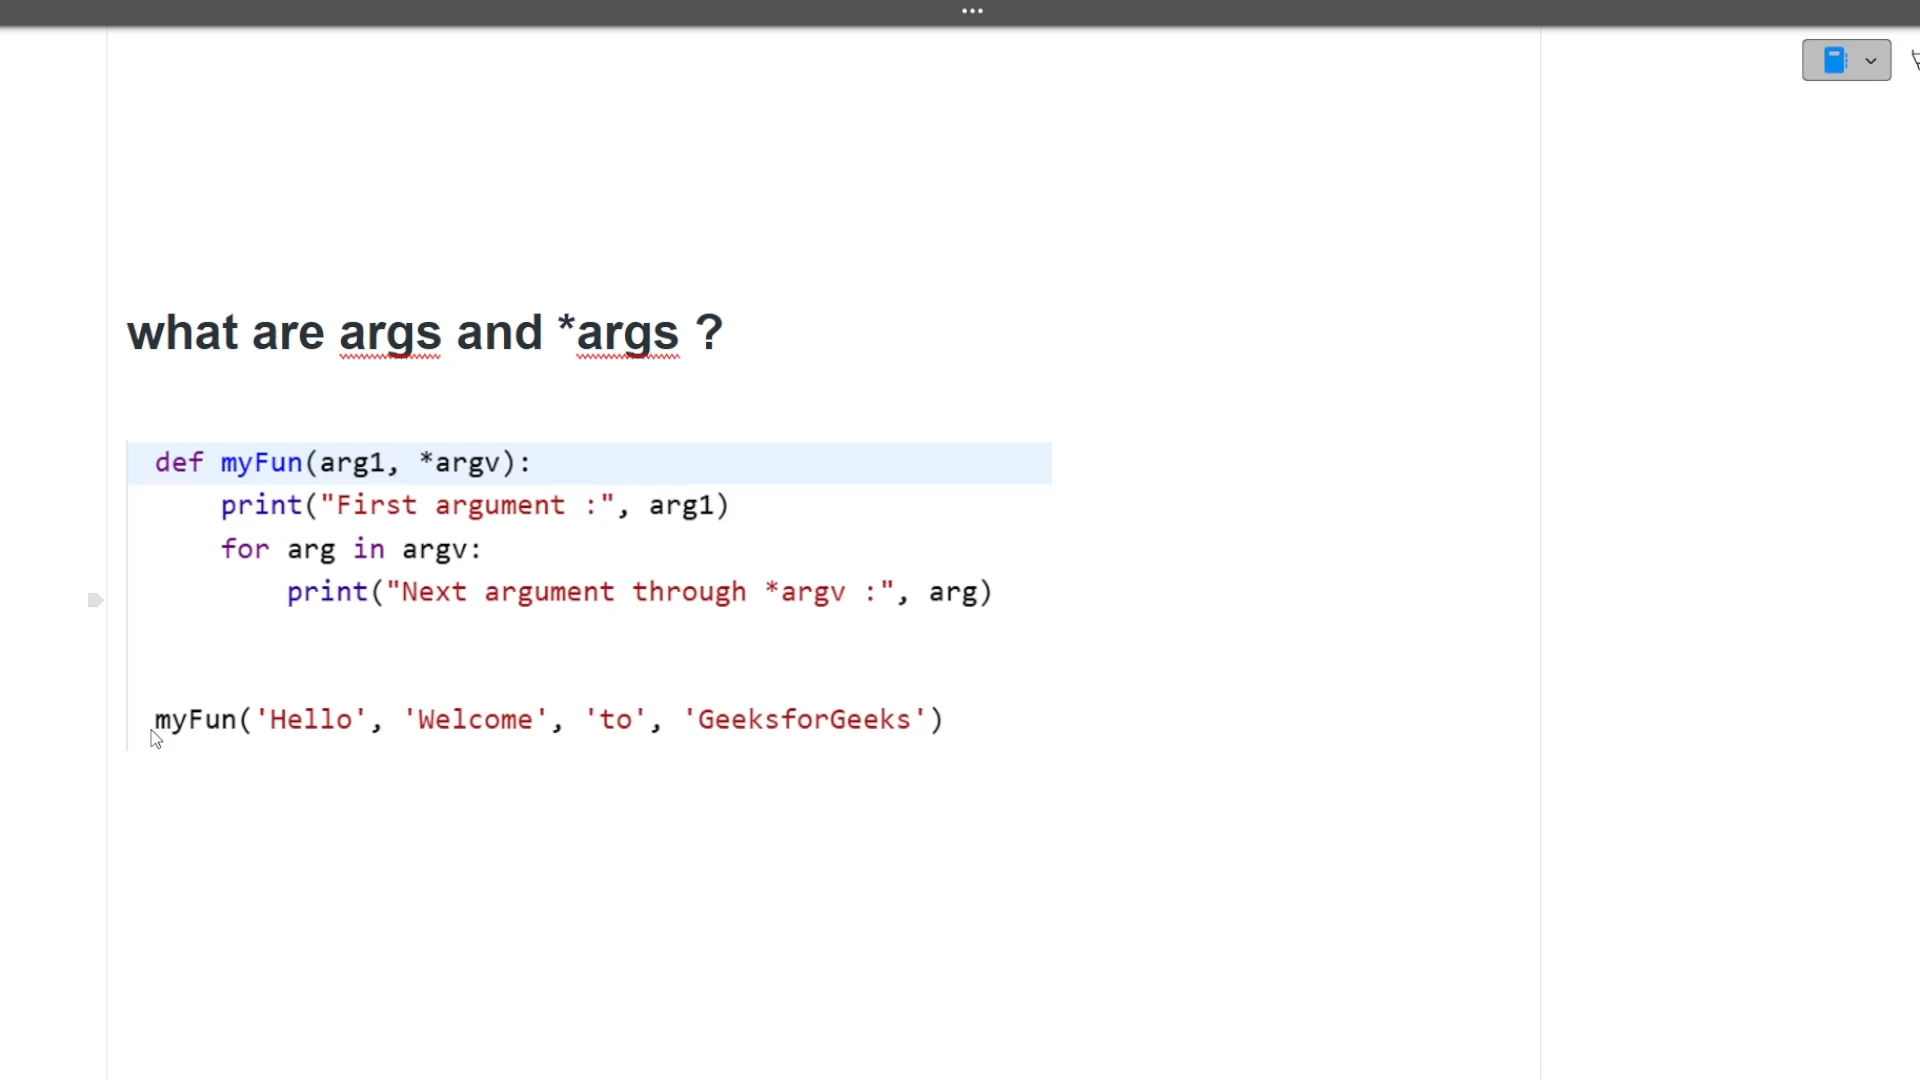 what are args and *args ?
def myFun(arg1, *argv):
    print("First argument :", arg1)
    for arg in argv:
        print("Next argument through *argv :", arg)
myFun('Hello', 'Welcome', 'to', 'GeeksforGeeks')